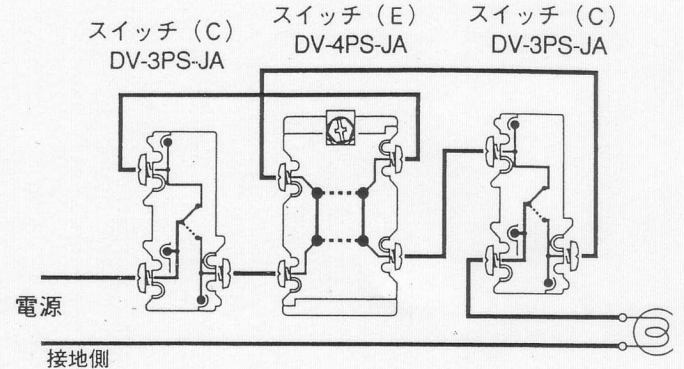 スイッチ（C）
DV-3PS-JA
スイッチ（E）
DV-4PS-JA
スイッチ（C）
DV-3PS-JA
電源
接地側